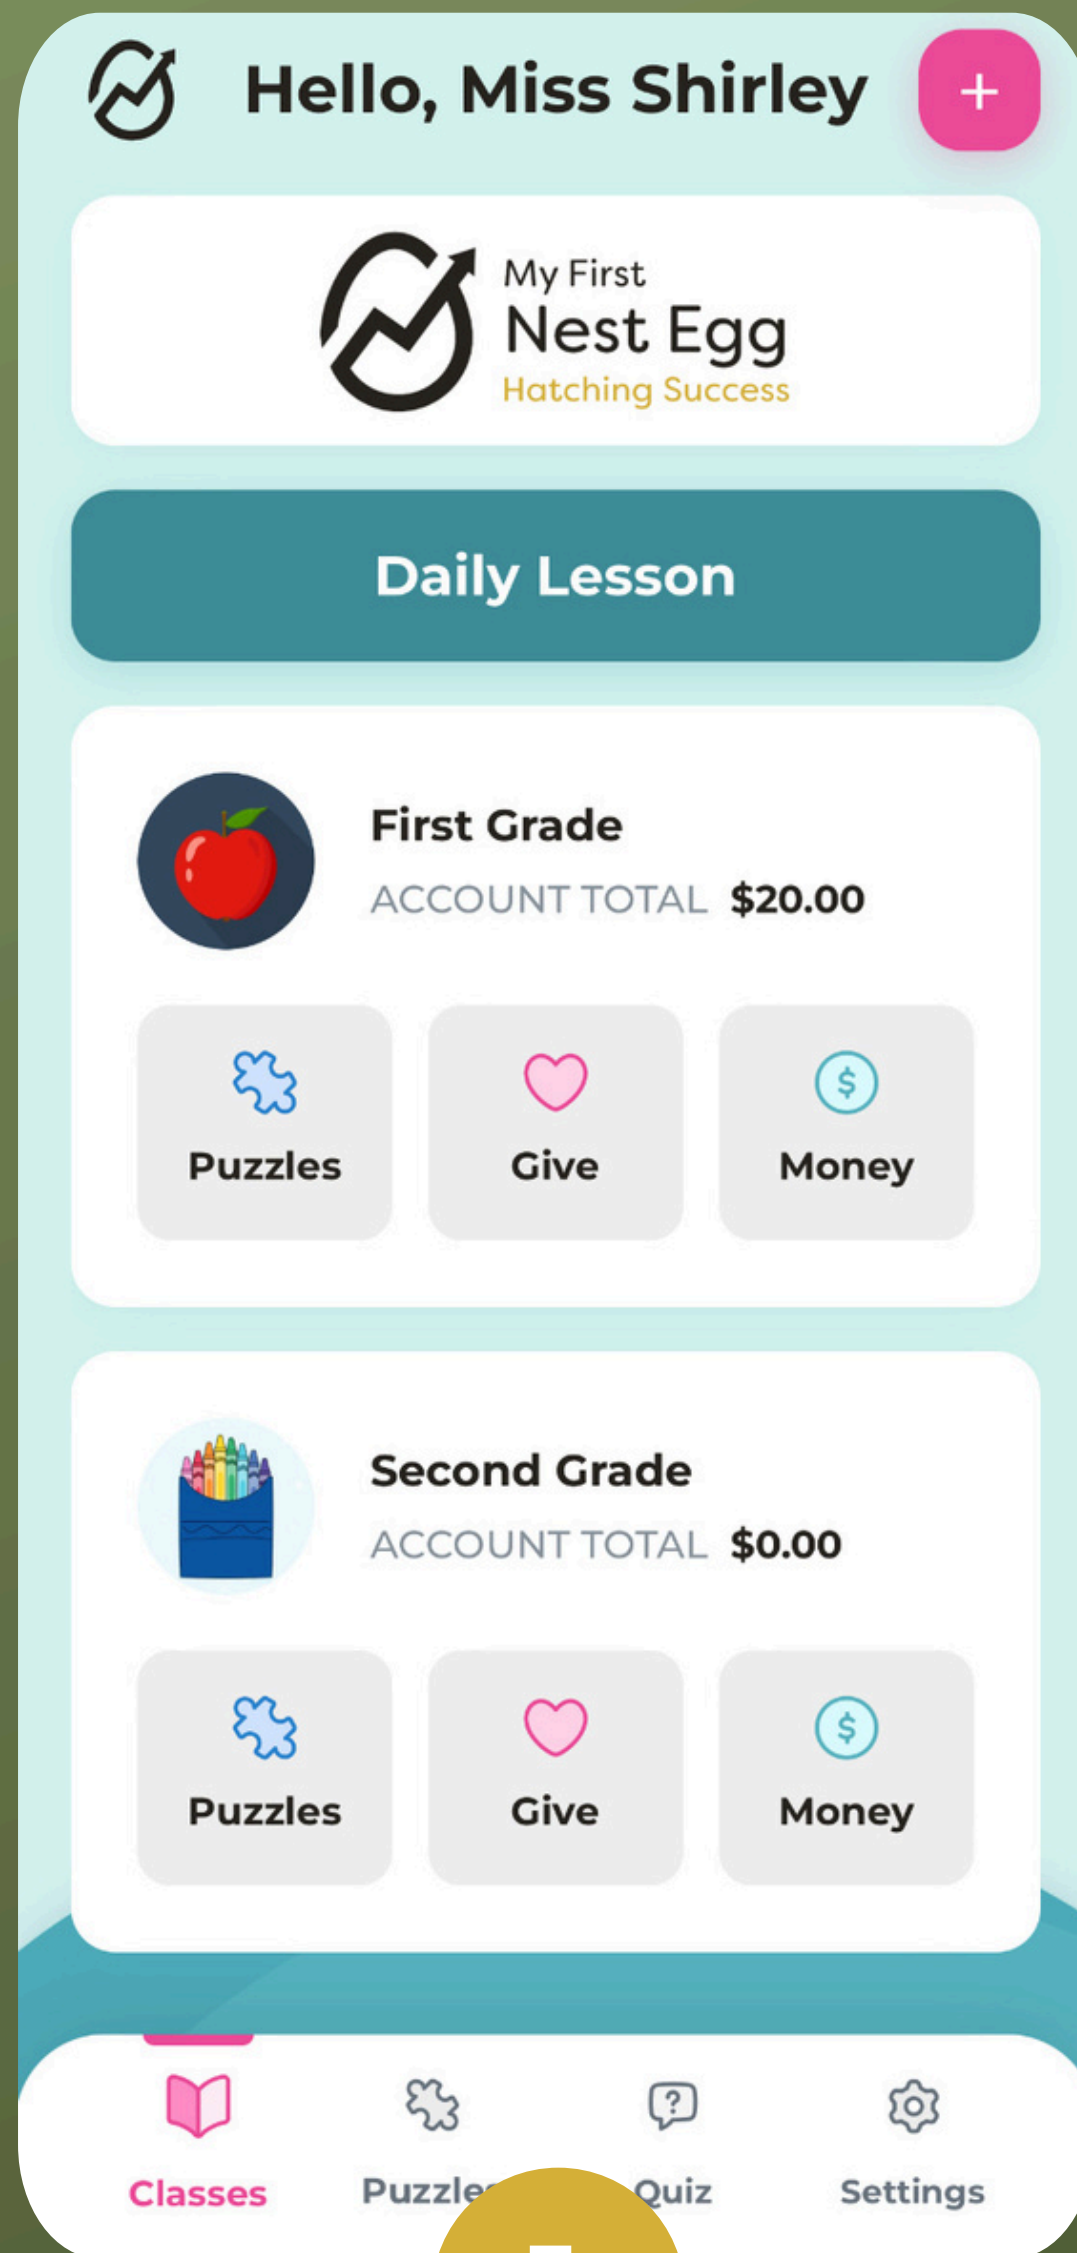 Hello, Miss Shirley
My First
Nest Egg
Hatching Success
Daily Lesson
First Grade
ACCOUNT TOTAL $20.00
Puzzles Give Money
Second Grade
ACCOUNT TOTAL $0.00
Puzzles Give Money
Classes Puzzles Quiz Settings